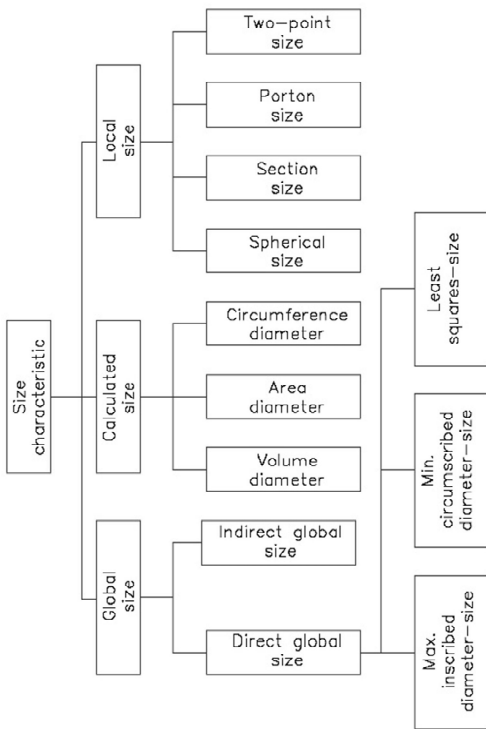 Size
characteristic
Local
size
Calculated
size
Global
size
Two-point
size
Porton
size
Section
size
Spherical
size
Circumference
diameter
Area
diameter
Volume
diameter
Indirect global
size
Direct global
size
Least
squares-size
Min.
circumscribed
diameter-size
Max.
inscribed
diameter-size